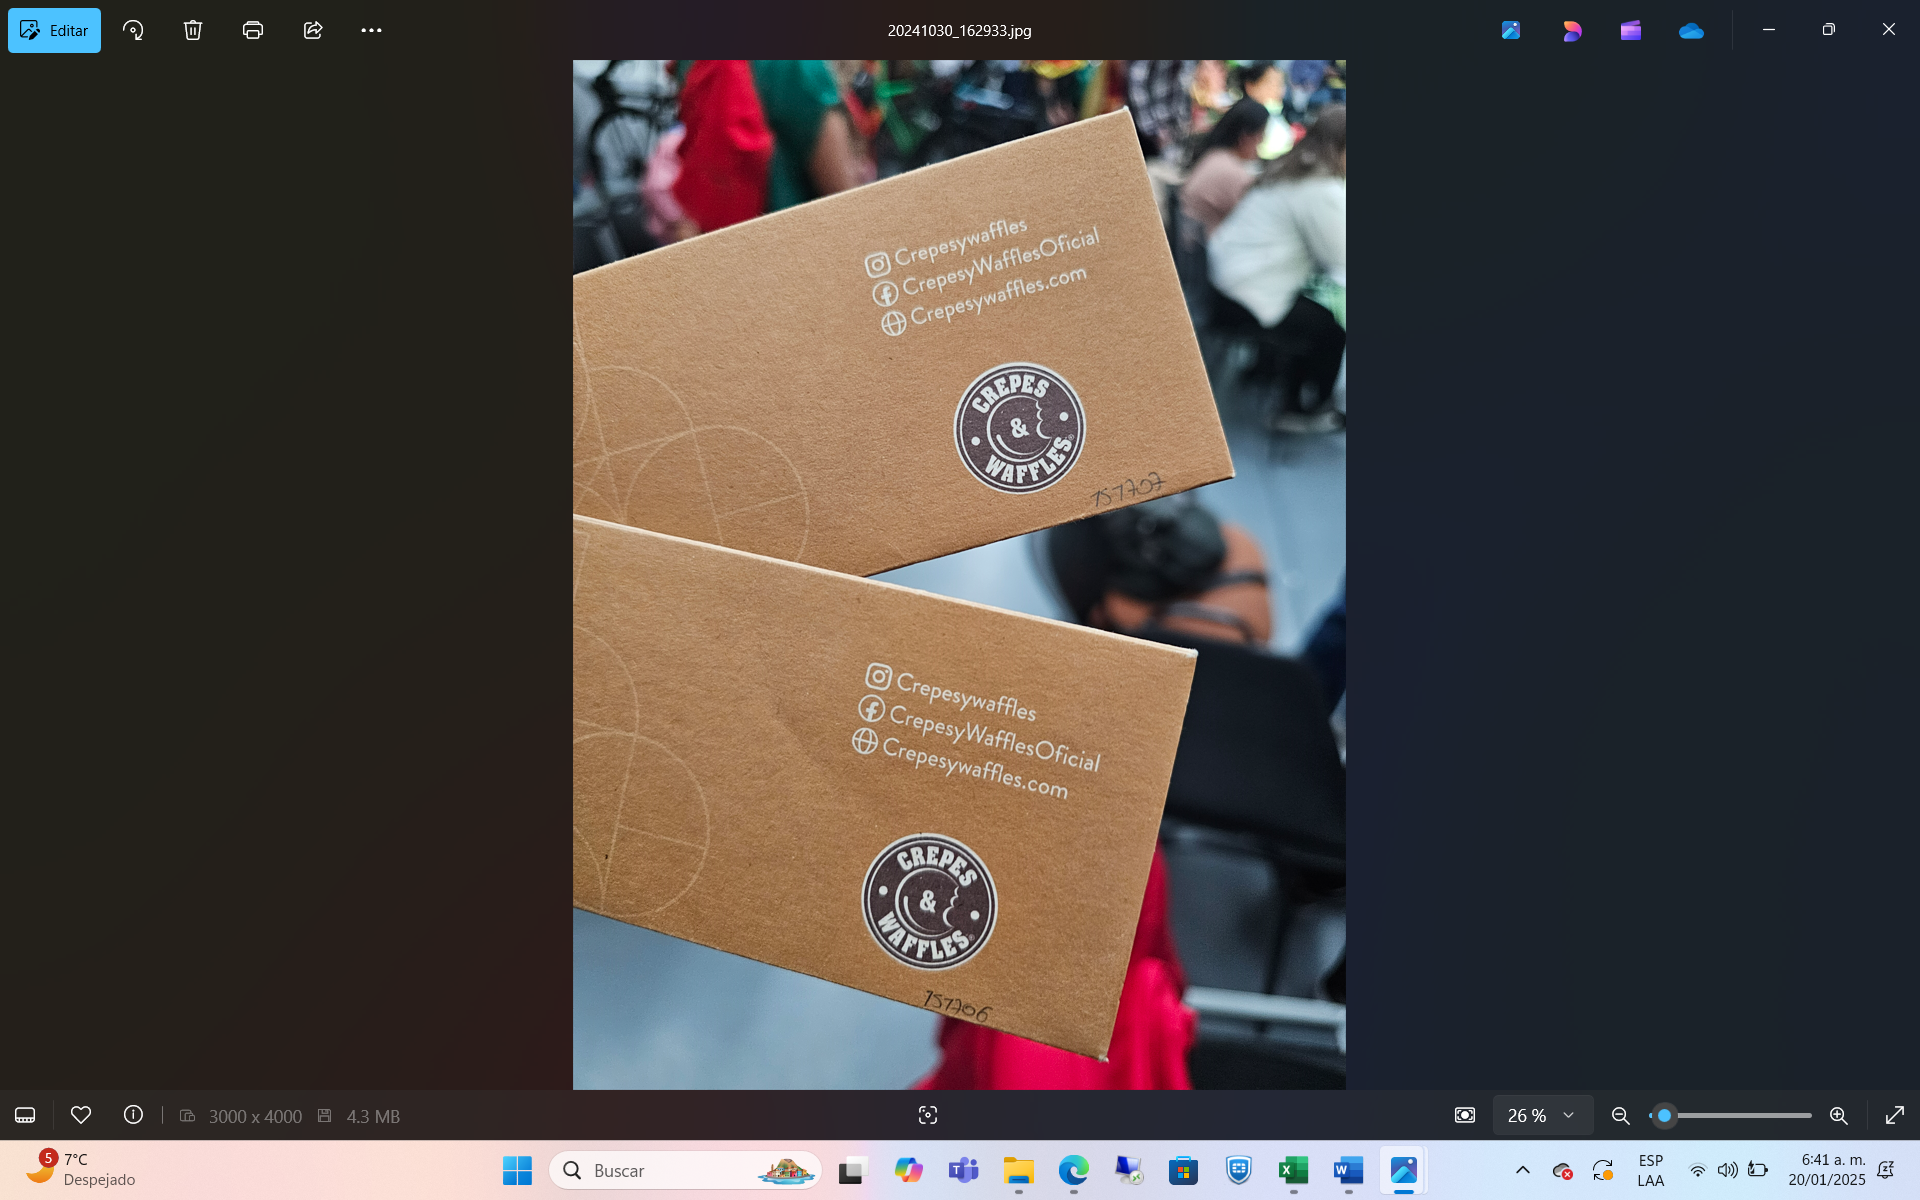 Editar
20241030_162933.jpg
Crepesywaffles
CrepesyWafflesOficial
Crepesywaffles.com
CREPES
&
WAFFLES®
157707
Crepesywaffles
CrepesyWafflesOficial
Crepesywaffles.com
CREPES
&
WAFFLES®
157706
3000 x 4000
4.3 MB
26 %
5
7°C
Despejado
Buscar
ESP
LAA
6:41 a. m.
20/01/2025